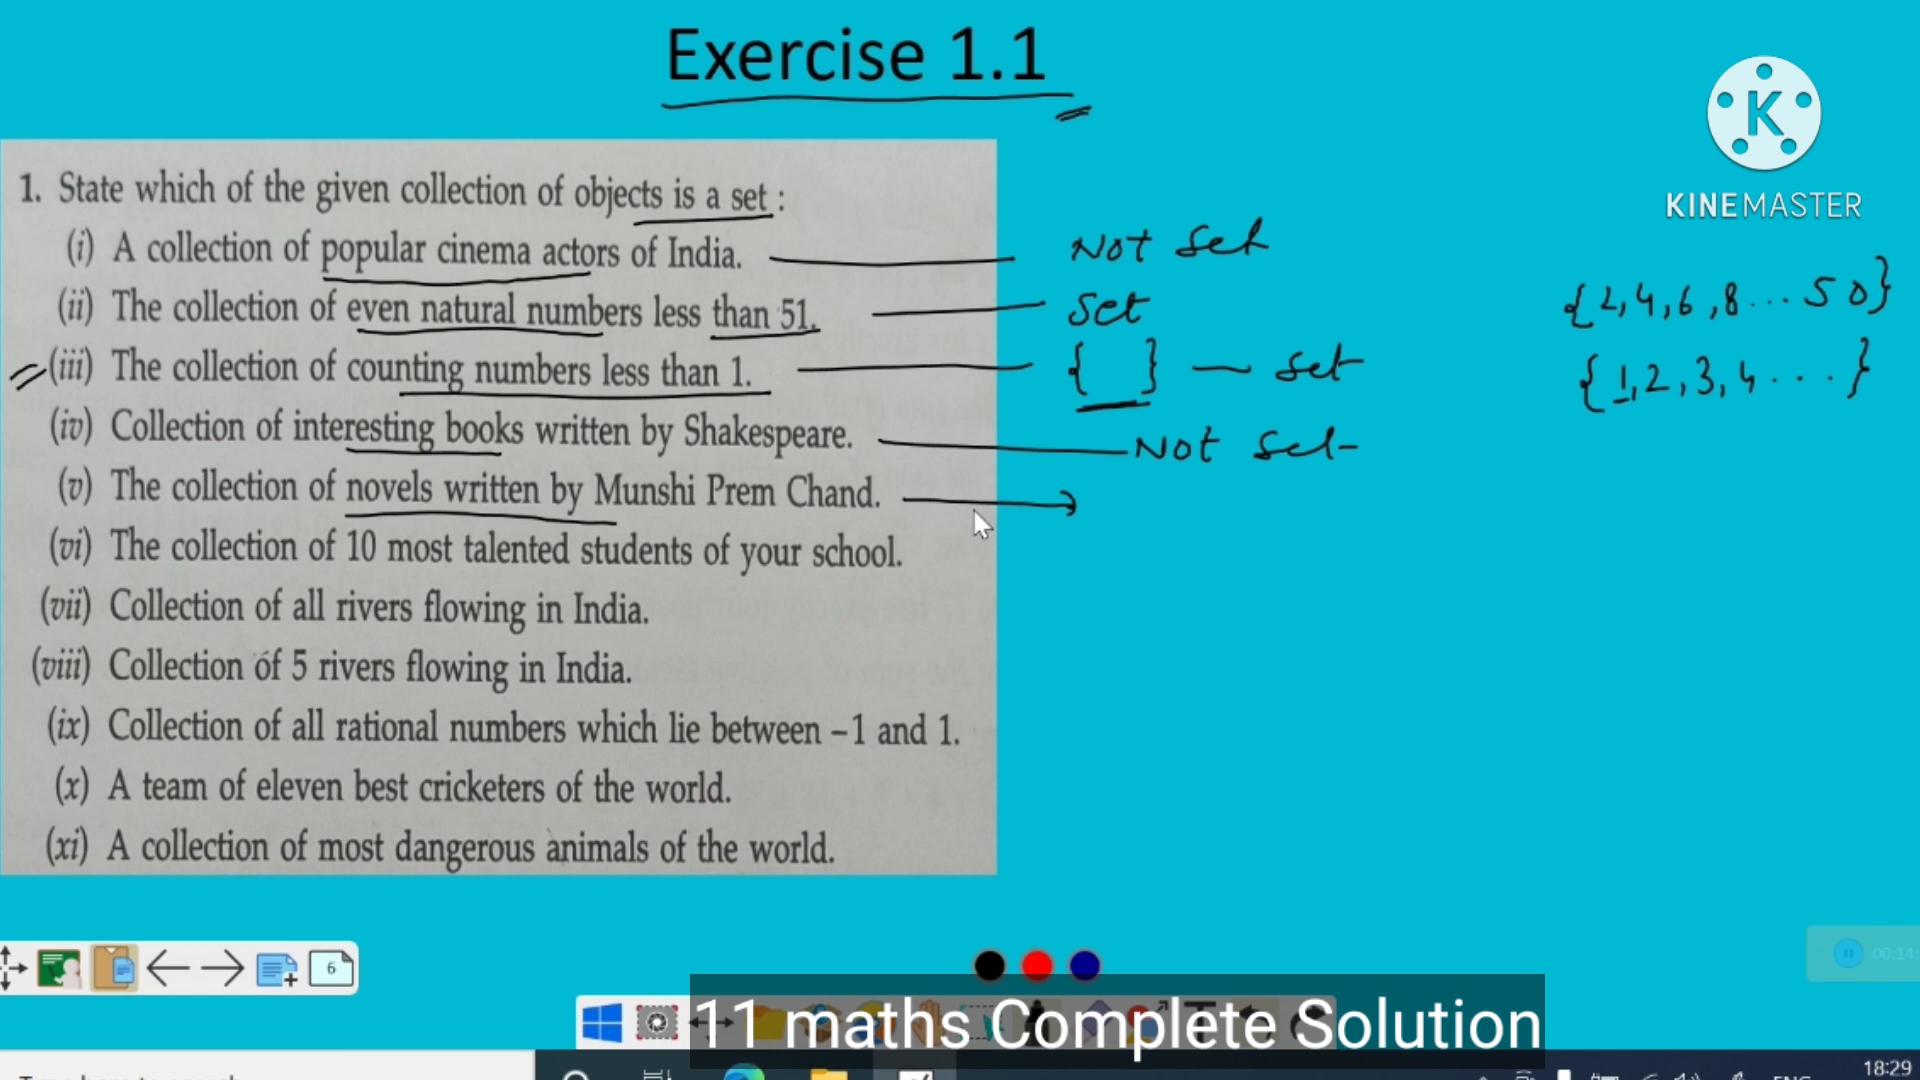 Exercise 1.1
KINEMASTER
1. State which of the given collection of objects is a set :
(i) A collection of popular cinema actors of India.
Not Set
(ii) The collection of even natural numbers less than 51.
Set
{2,4,6,8...50}
(iii) The collection of counting numbers less than 1.
{ } — Set
{1,2,3,4...}
(iv) Collection of interesting books written by Shakespeare.
Not Set
(v) The collection of novels written by Munshi Prem Chand.
(vi) The collection of 10 most talented students of your school.
(vii) Collection of all rivers flowing in India.
(viii) Collection of 5 rivers flowing in India.
(ix) Collection of all rational numbers which lie between –1 and 1.
(x) A team of eleven best cricketers of the world.
(xi) A collection of most dangerous animals of the world.
6
00:14:
11 maths Complete Solution
18:29